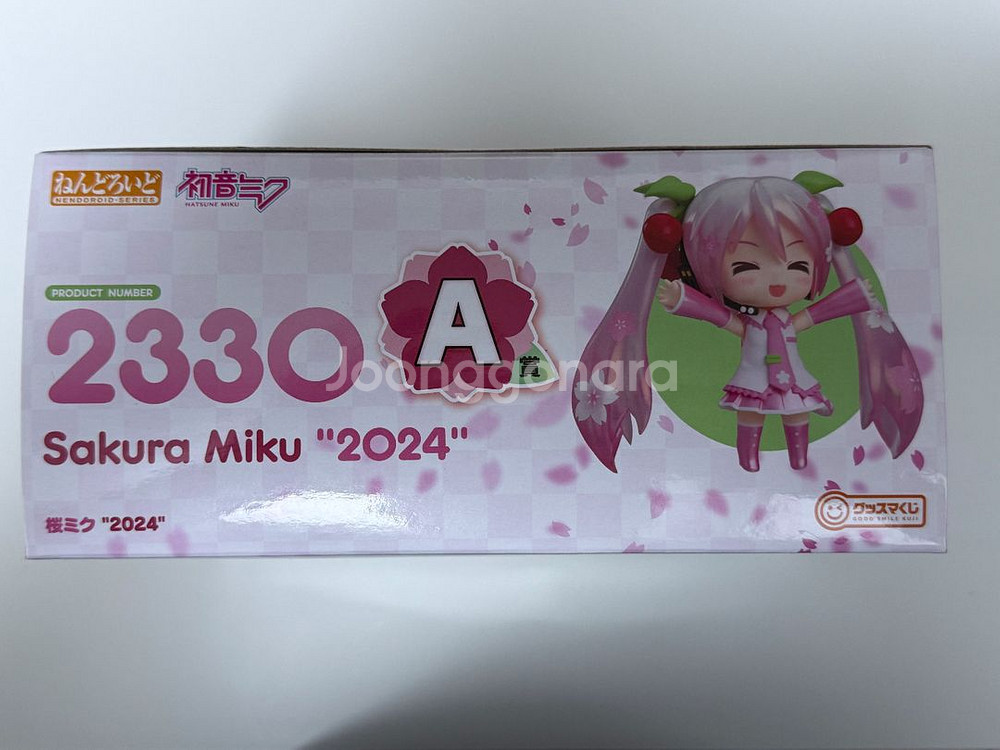 ねんどろいど
NENDOROID-SERIES
初音ミク
HATSUNE MIKU
PRODUCT NUMBER
2330
A
賞
Joonggonara
Sakura Miku "2024"
桜ミク "2024"
グッスマくじ
GOOD SMILE KUJI